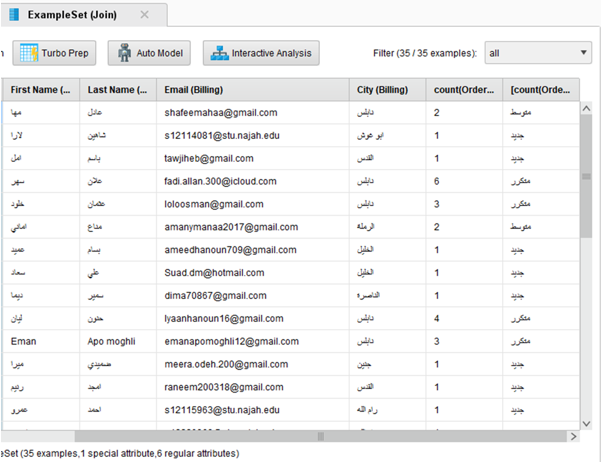 ExampleSet (Join)
Turbo Prep Auto Model Interactive Analysis Filter (35 / 35 examples): all
First Name (... Last Name (... Email (Billing) City (Billing) count(Order... [count(Orde...
مها عادل shafeemahaa@gmail.com نابلس 2 متوسط
لارا شاهين s12114081@stu.najah.edu ابو غوش 1 جديد
امل باسم tawjiheb@gmail.com القدس 1 جديد
سهر علان fadi.allan.300@icloud.com نابلس 6 متكرر
خلود عثمان loloosman@gmail.com نابلس 3 متكرر
اماني مناع amanymanaa2017@gmail.com الرمله 2 متوسط
عميد بسام ameedhanoun709@gmail.com الخليل 1 جديد
سعاد علي Suad.dm@hotmail.com الخليل 1 جديد
ديما سمير dima70867@gmail.com الناصره 1 جديد
ليان حنون lyaanhanoun16@gmail.com نابلس 4 متكرر
Eman Apo moghli emanapomoghli12@gmail.com نابلس 3 متكرر
ميرا صميدي meera.odeh.200@gmail.com جنين 1 جديد
رنيم امجد raneem200318@gmail.com القدس 1 جديد
عمرو احمد s12115963@stu.najah.edu رام الله 1 جديد
eSet (35 examples,1 special attribute,6 regular attributes)